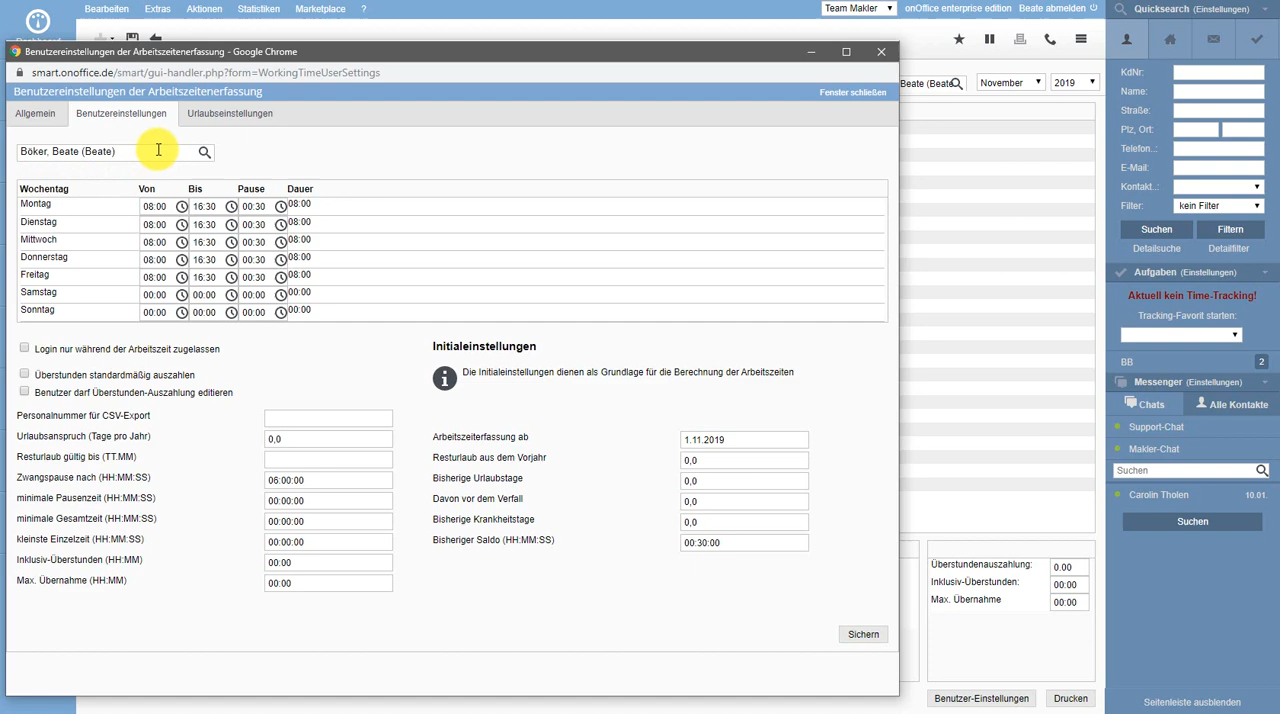 Bearbeiten Extras Aktionen Statistiken Marketplace ?
Team Makler onOffice enterprise edition Beate abmelden
Benutzereinstellungen der Arbeitszeitenerfassung - Google Chrome
smart.onoffice.de/smart/gui-handler.php?form=WorkingTimeUserSettings
Benutzereinstellungen der Arbeitszeitenerfassung
Fenster schließen
Allgemein Benutzereinstellungen Urlaubseinstellungen
Böker, Beate (Beate)
Wochentag Von Bis Pause Dauer
Montag 08:00 16:30 00:30 08:00
Dienstag 08:00 16:30 00:30 08:00
Mittwoch 08:00 16:30 00:30 08:00
Donnerstag 08:00 16:30 00:30 08:00
Freitag 08:00 16:30 00:30 08:00
Samstag 00:00 00:00 00:00 00:00
Sonntag 00:00 00:00 00:00 00:00
Login nur während der Arbeitszeit zugelassen
Überstunden standardmäßig auszahlen
Benutzer darf Überstunden-Auszahlung editieren
Personalnummer für CSV-Export
Urlaubsanspruch (Tage pro Jahr) 0,0
Resturlaub gültig bis (TT.MM)
Zwangspause nach (HH:MM:SS) 06:00:00
minimale Pausenzeit (HH:MM:SS) 00:00:00
minimale Gesamtzeit (HH:MM:SS) 00:00:00
kleinste Einzelzeit (HH:MM:SS) 00:00:00
Inklusiv-Überstunden (HH:MM) 00:00
Max. Übernahme (HH:MM) 00:00
Initialeinstellungen
Die Initialeinstellungen dienen als Grundlage für die Berechnung der Arbeitszeiten
Arbeitszeiterfassung ab 1.11.2019
Resturlaub aus dem Vorjahr 0,0
Bisherige Urlaubstage 0,0
Davon vor dem Verfall 0,0
Bisherige Krankheitstage 0,0
Bisheriger Saldo (HH:MM:SS) 00:30:00
Sichern
Beate (Beate November 2019
Überstundenauszahlung: 0.00
Inklusiv-Überstunden: 00:00
Max. Übernahme 00:00
Benutzer-Einstellungen Drucken
Quicksearch (Einstellungen)
KdNr:
Name:
Straße:
Plz, Ort:
Telefon..:
E-Mail:
Kontakt..:
Filter: kein Filter
Suchen Filtern
Detailsuche Detailfilter
Aufgaben (Einstellungen)
Aktuell kein Time-Tracking!
Tracking-Favorit starten:
BB 2
Messenger (Einstellungen)
Chats Alle Kontakte
Support-Chat
Makler-Chat
Suchen
Carolin Tholen 10.01.
Suchen
Seitenleiste ausblenden